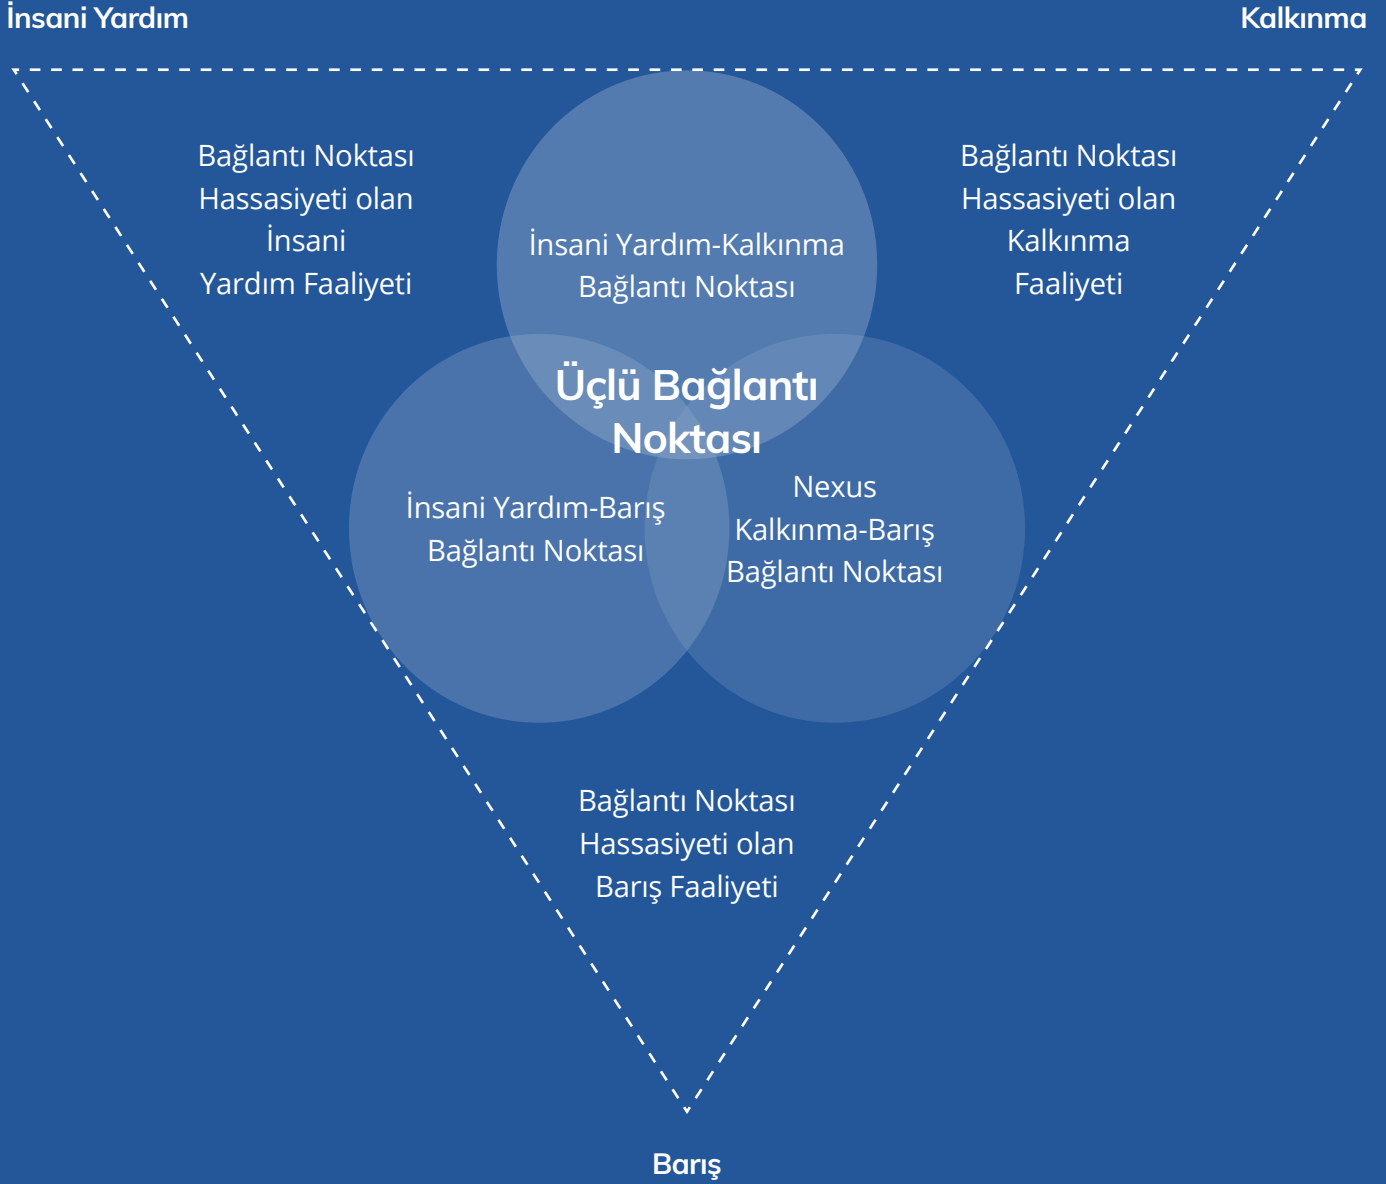 İnsani Yardım
Kalkınma
Bağlantı Noktası
Hassasiyeti olan
İnsani
Yardım Faaliyeti
Bağlantı Noktası
Hassasiyeti olan
Kalkınma
Faaliyeti
İnsani Yardım-Kalkınma
Bağlantı Noktası
Üçlü Bağlantı
Noktası
İnsani Yardım-Barış
Bağlantı Noktası
Nexus
Kalkınma-Barış
Bağlantı Noktası
Bağlantı Noktası
Hassasiyeti olan
Barış Faaliyeti
Barış